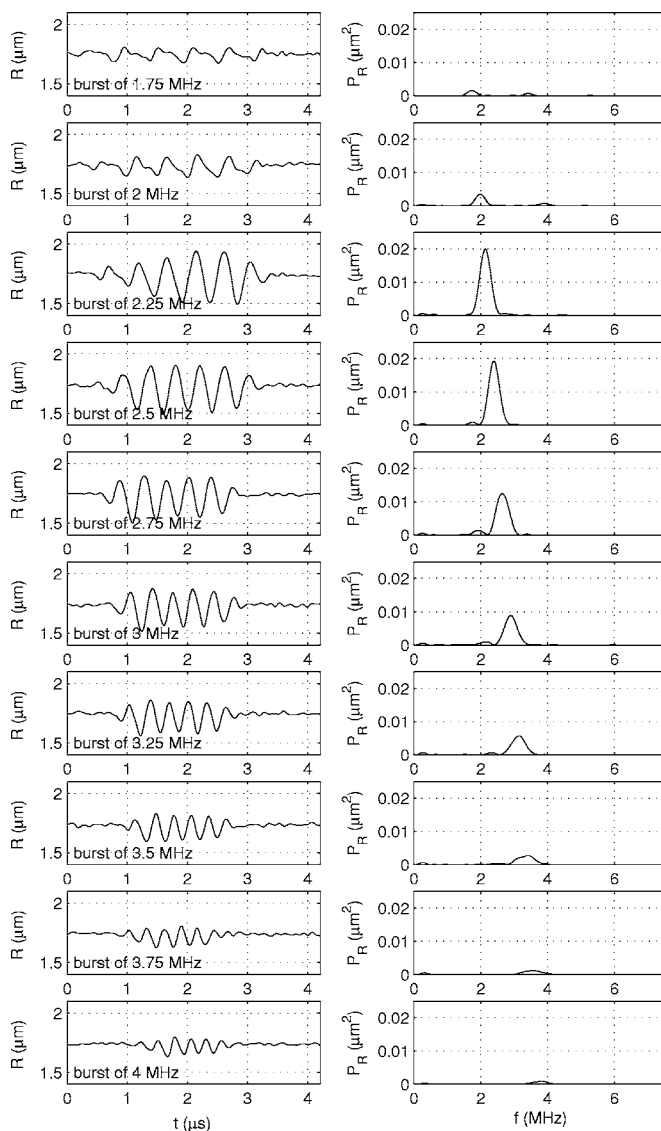 R (μm)
2
1.5
burst of 1.75 MHz
0 1 2 3 4
P_R (μm²)
0.02
0.01
0
0 2 4 6
R (μm)
2
1.5
burst of 2 MHz
0 1 2 3 4
P_R (μm²)
0.02
0.01
0
0 2 4 6
R (μm)
2
1.5
burst of 2.25 MHz
0 1 2 3 4
P_R (μm²)
0.02
0.01
0
0 2 4 6
R (μm)
2
1.5
burst of 2.5 MHz
0 1 2 3 4
P_R (μm²)
0.02
0.01
0
0 2 4 6
R (μm)
2
1.5
burst of 2.75 MHz
0 1 2 3 4
P_R (μm²)
0.02
0.01
0
0 2 4 6
R (μm)
2
1.5
burst of 3 MHz
0 1 2 3 4
P_R (μm²)
0.02
0.01
0
0 2 4 6
R (μm)
2
1.5
burst of 3.25 MHz
0 1 2 3 4
P_R (μm²)
0.02
0.01
0
0 2 4 6
R (μm)
2
1.5
burst of 3.5 MHz
0 1 2 3 4
P_R (μm²)
0.02
0.01
0
0 2 4 6
R (μm)
2
1.5
burst of 3.75 MHz
0 1 2 3 4
P_R (μm²)
0.02
0.01
0
0 2 4 6
R (μm)
2
1.5
burst of 4 MHz
0 1 2 3 4
t (μs)
P_R (μm²)
0.02
0.01
0
0 2 4 6
f (MHz)